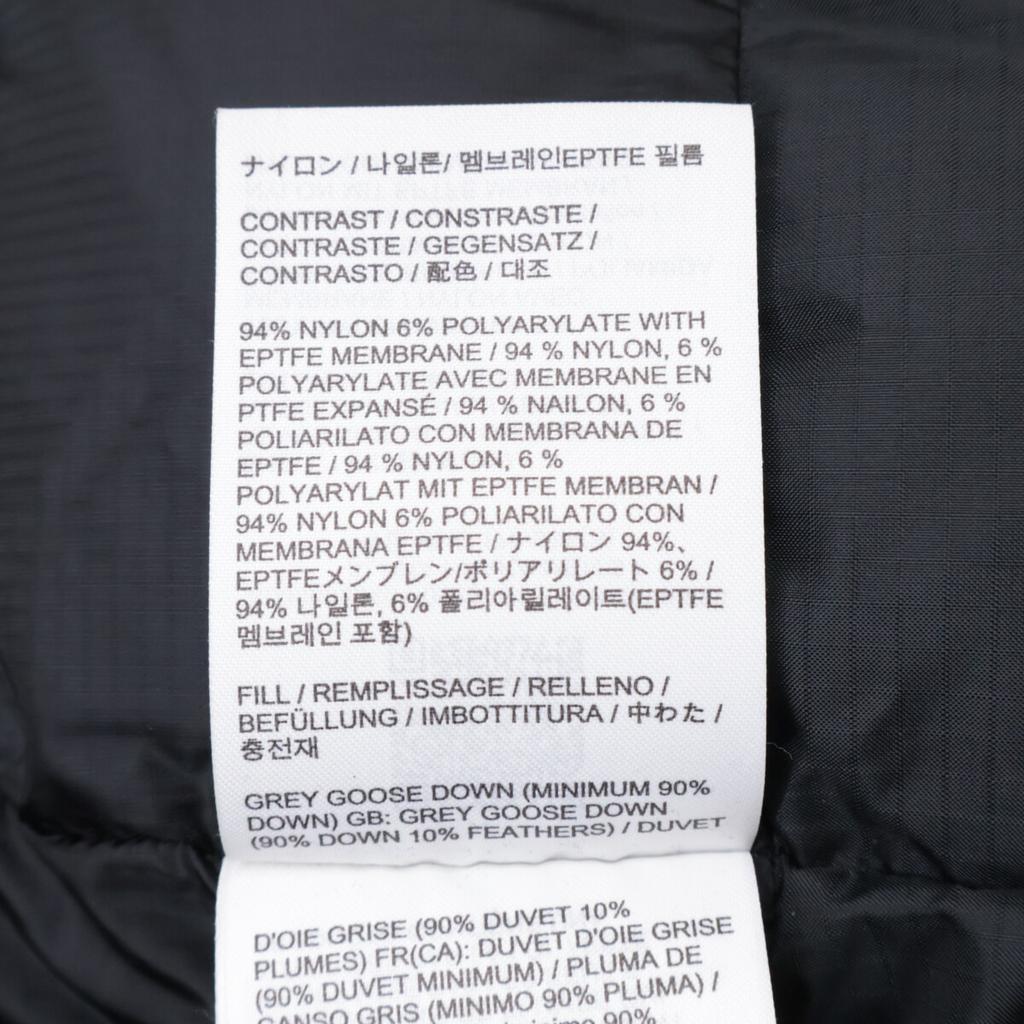 ナイロン / 나일론/ 멤브레인EPTFE 필름
CONTRAST / CONSTRASTE /
CONTRASTE / GEGENSATZ /
CONTRASTO / 配色 / 대조
94% NYLON 6% POLYARYLATE WITH
EPTFE MEMBRANE / 94 % NYLON, 6 %
POLYARYLATE AVEC MEMBRANE EN
PTFE EXPANSÉ / 94 % NAILON, 6 %
POLIARILATO CON MEMBRANA DE
EPTFE / 94 % NYLON, 6 %
POLYARYLAT MIT EPTFE MEMBRAN /
94% NYLON 6% POLIARILATO CON
MEMBRANA EPTFE / ナイロン 94%、
EPTFEメンブレン/ポリアリレート 6% /
94% 나일론, 6% 폴리아릴레이트(EPTFE
멤브레인 포함)
FILL / REMPLISSAGE / RELLENO /
BEFÜLLUNG / IMBOTTITURA / 中わた /
충전재
GREY GOOSE DOWN (MINIMUM 90%
DOWN) GB: GREY GOOSE DOWN
(90% DOWN 10% FEATHERS) / DUVET
D'OIE GRISE (90% DUVET 10%
PLUMES) FR(CA): DUVET D'OIE GRISE
(90% DUVET MINIMUM) / PLUMA DE
GANSO GRIS (MINIMO 90% PLUMA) /
90%